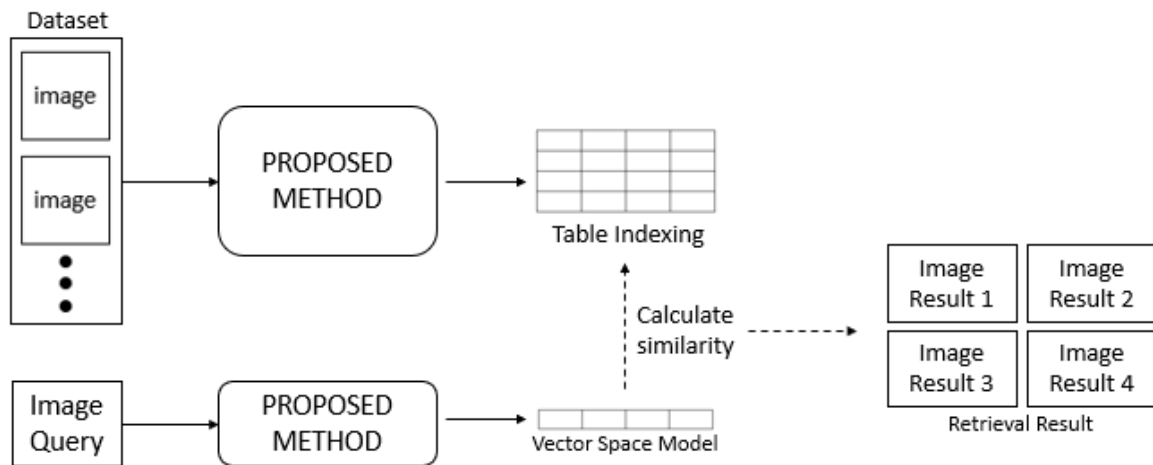 Dataset
image
image
PROPOSED
METHOD
Table Indexing
Calculate
similarity
Image
Query
PROPOSED
METHOD
Vector Space Model
Image
Result 1
Image
Result 2
Image
Result 3
Image
Result 4
Retrieval Result